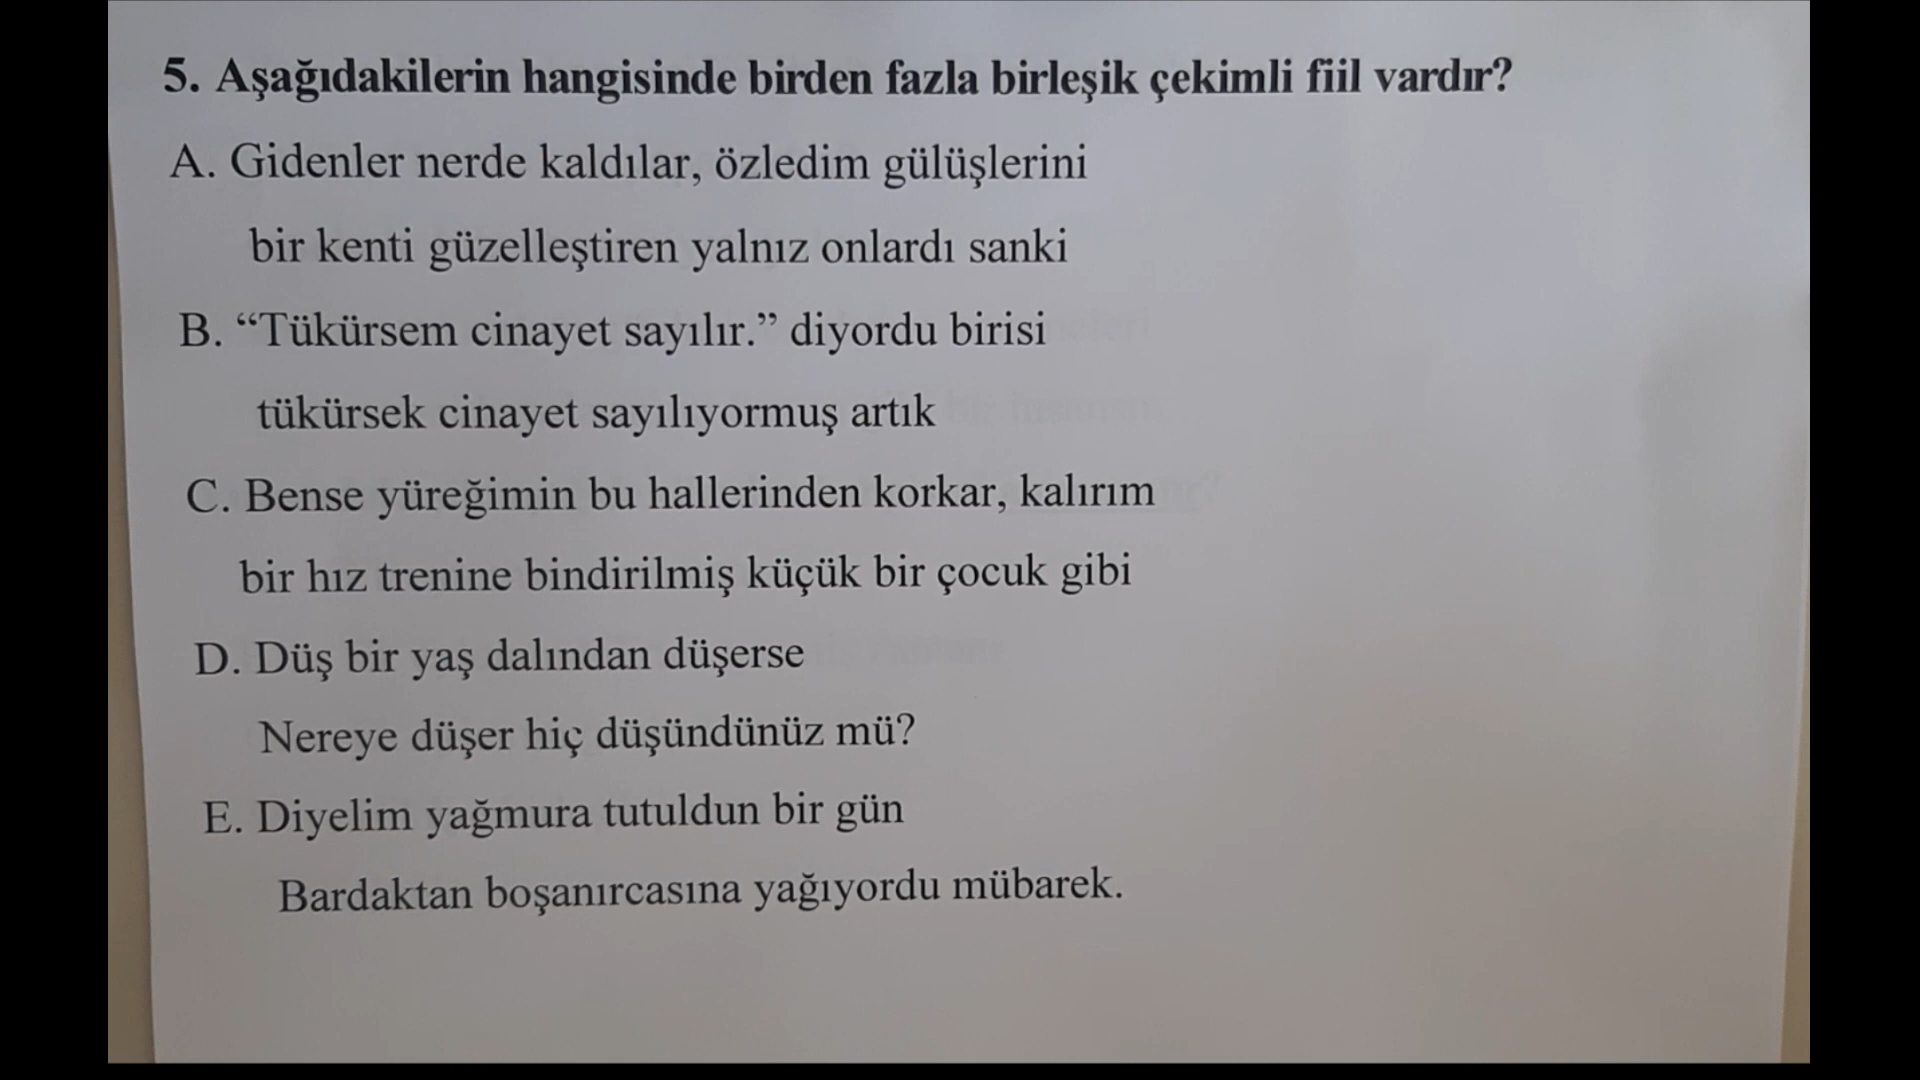 5. Aşağıdakilerin hangisinde birden fazla birleşik çekimli fiil vardır?
A. Gidenler nerde kaldılar, özledim gülüşlerini
bir kenti güzelleştiren yalnız onlardı sanki
B. “Tükürsem cinayet sayılır.” diyordu birisi
tükürsek cinayet sayılıyormuş artık
C. Bense yüreğimin bu hallerinden korkar, kalırım
bir hız trenine bindirilmiş küçük bir çocuk gibi
D. Düş bir yaş dalından düşerse
Nereye düşer hiç düşündünüz mü?
E. Diyelim yağmura tutuldun bir gün
Bardaktan boşanırcasına yağıyordu mübarek.